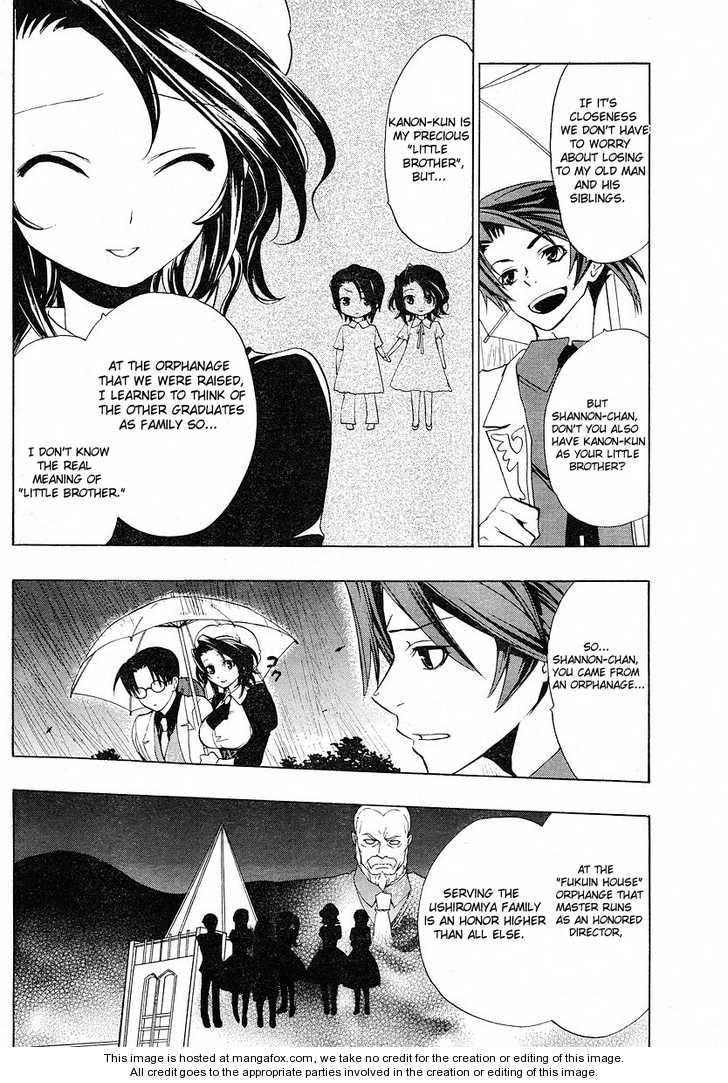 IF IT'S
CLOSENESS
WE DON'T HAVE
TO WORRY
ABOUT LOSING
TO MY OLD MAN
AND HIS
SIBLINGS.
BUT
SHANNON-CHAN,
DON'T YOU ALSO
HAVE KANON-KUN
AS YOUR LITTLE
BROTHER?
KANON-KUN IS
MY PRECIOUS
"LITTLE
BROTHER",
BUT...
AT THE ORPHANAGE
THAT WE WERE RAISED,
I LEARNED TO THINK OF
THE OTHER GRADUATES
AS FAMILY SO...
I DON'T KNOW
THE REAL
MEANING OF
"LITTLE BROTHER."
SO...
SHANNON-CHAN,
YOU CAME FROM
AN ORPHANAGE...
コク
AT THE
"FUKUIN HOUSE"
ORPHANGE THAT
MASTER RUNS
AS AN HONORED
DIRECTOR,
SERVING THE
USHIROMIYA FAMILY
IS AN HONOR HIGHER
THAN ALL ELSE.
This image is hosted at mangafox.com, we take no credit for the creation or editing of this image.
All credit goes to the appropriate parties involved in the creation or editing of this image.